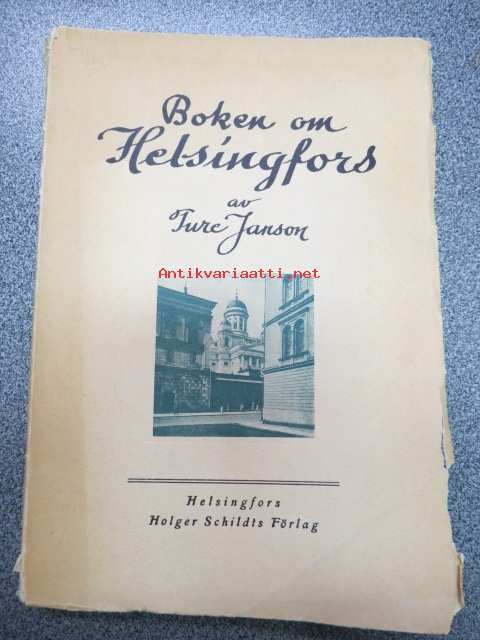 Boken om
Helsingfors
av
Ture Janson
Antikvariaatti.net
Helsingfors
Holger Schildts Förlag